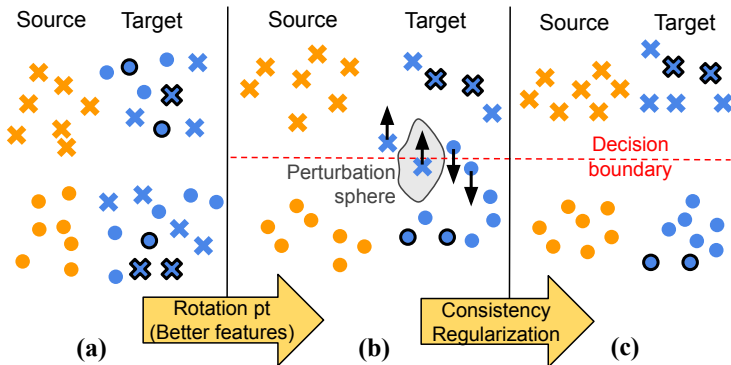 Source Target
Source Target
Source Target
Decision
boundary
Perturbation
sphere
Rotation pt
(Better features)
Consistency
Regularization
(a)
(b)
(c)